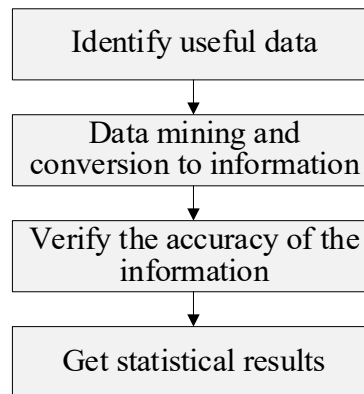 Identify useful data
Data mining and
conversion to information
Verify the accuracy of the
information
Get statistical results